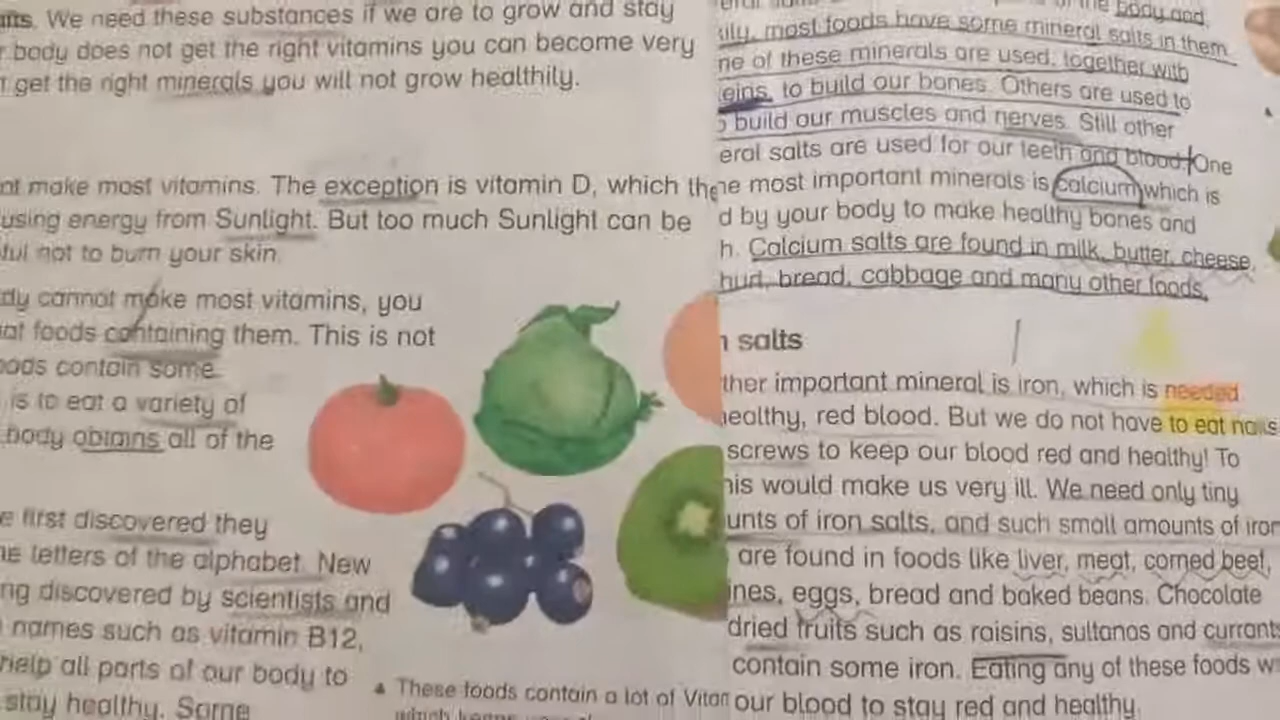 We need these substances if we are to grow and stay
body does not get the right vitamins you can become very
get the right minerals you will not grow healthily.
make most vitamins. The exception is vitamin D, which
using energy from Sunlight. But too much Sunlight can be
not to burn your skin.
cannot make most vitamins, you
foods containing them. This is not
contain some
is to eat a variety of
body obtains all of the
first discovered they
letters of the alphabet. New
discovered by scientists and
names such as vitamin B12,
help all parts of our body to
stay healthy. Some
These foods contain a lot of
the body and
most foods have some mineral salts in them
of these minerals are used, together with
to build our bones. Others are used to
build our muscles and nerves. Still other
salts are used for our teeth and blood. One
most important minerals is calcium which is
by your body to make healthy bones and
Calcium salts are found in milk, butter, cheese,
bread, cabbage and many other foods.
salts
important mineral is iron, which is needed
healthy, red blood. But we do not have to eat nails
screws to keep our blood red and healthy! To
would make us very ill. We need only tiny
of iron salts, and such small amounts of iron
are found in foods like liver, meat, corned beef,
eggs, bread and baked beans. Chocolate
dried fruits such as raisins, sultanas and currants
contain some iron. Eating any of these foods
our blood to stay red and healthy